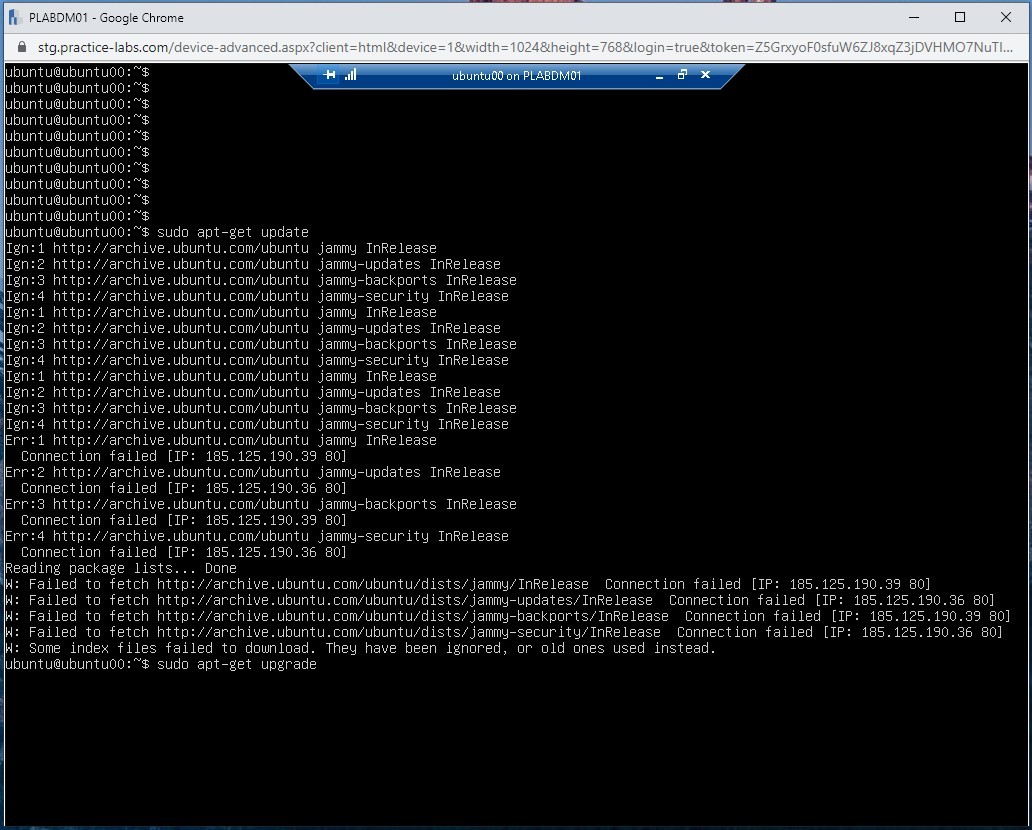 PLABDM01 - Google Chrome
stg.practice-labs.com/device-advanced.aspx?client=html&device=1&width=1024&height=768&login=true&token=Z5GrxyoF0sfuW6ZJ8xqZ3jDVHMO7NuTI...
ubuntu00 on PLABDM01
ubuntu@ubuntu00:~$
ubuntu@ubuntu00:~$
ubuntu@ubuntu00:~$
ubuntu@ubuntu00:~$
ubuntu@ubuntu00:~$
ubuntu@ubuntu00:~$
ubuntu@ubuntu00:~$
ubuntu@ubuntu00:~$
ubuntu@ubuntu00:~$
ubuntu@ubuntu00:~$
ubuntu@ubuntu00:~$ sudo apt-get update
Ign:1 http://archive.ubuntu.com/ubuntu jammy InRelease
Ign:2 http://archive.ubuntu.com/ubuntu jammy-updates InRelease
Ign:3 http://archive.ubuntu.com/ubuntu jammy-backports InRelease
Ign:4 http://archive.ubuntu.com/ubuntu jammy-security InRelease
Ign:1 http://archive.ubuntu.com/ubuntu jammy InRelease
Ign:2 http://archive.ubuntu.com/ubuntu jammy-updates InRelease
Ign:3 http://archive.ubuntu.com/ubuntu jammy-backports InRelease
Ign:4 http://archive.ubuntu.com/ubuntu jammy-security InRelease
Ign:1 http://archive.ubuntu.com/ubuntu jammy InRelease
Ign:2 http://archive.ubuntu.com/ubuntu jammy-updates InRelease
Ign:3 http://archive.ubuntu.com/ubuntu jammy-backports InRelease
Ign:4 http://archive.ubuntu.com/ubuntu jammy-security InRelease
Err:1 http://archive.ubuntu.com/ubuntu jammy InRelease
  Connection failed [IP: 185.125.190.39 80]
Err:2 http://archive.ubuntu.com/ubuntu jammy-updates InRelease
  Connection failed [IP: 185.125.190.36 80]
Err:3 http://archive.ubuntu.com/ubuntu jammy-backports InRelease
  Connection failed [IP: 185.125.190.39 80]
Err:4 http://archive.ubuntu.com/ubuntu jammy-security InRelease
  Connection failed [IP: 185.125.190.36 80]
Reading package lists... Done
W: Failed to fetch http://archive.ubuntu.com/ubuntu/dists/jammy/InRelease  Connection failed [IP: 185.125.190.39 80]
W: Failed to fetch http://archive.ubuntu.com/ubuntu/dists/jammy-updates/InRelease  Connection failed [IP: 185.125.190.36 80]
W: Failed to fetch http://archive.ubuntu.com/ubuntu/dists/jammy-backports/InRelease  Connection failed [IP: 185.125.190.39 80]
W: Failed to fetch http://archive.ubuntu.com/ubuntu/dists/jammy-security/InRelease  Connection failed [IP: 185.125.190.36 80]
W: Some index files failed to download. They have been ignored, or old ones used instead.
ubuntu@ubuntu00:~$ sudo apt-get upgrade